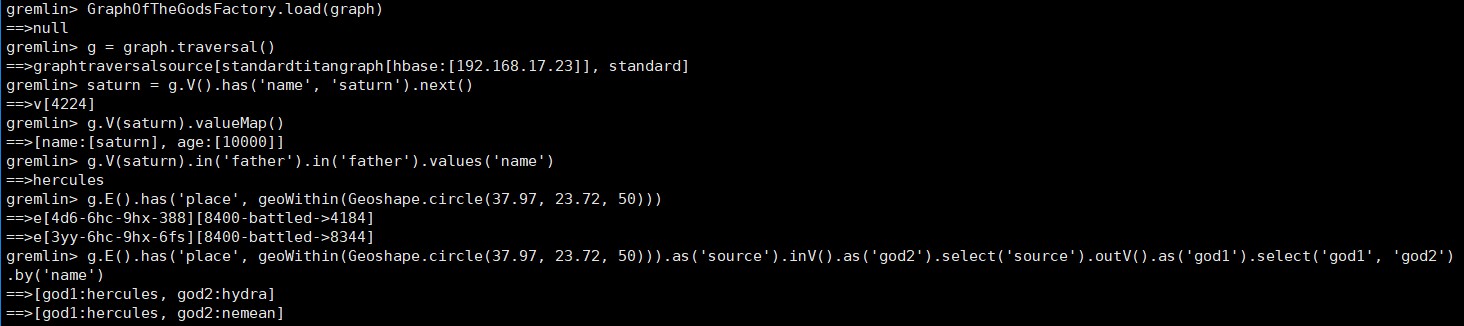 gremlin> GraphOfTheGodsFactory.load(graph)
==>null
gremlin> g = graph.traversal()
==>graphtraversalsource[standardtitangraph[hbase:[192.168.17.23]], standard]
gremlin> saturn = g.V().has('name', 'saturn').next()
==>v[4224]
gremlin> g.V(saturn).valueMap()
==>[name:[saturn], age:[10000]]
gremlin> g.V(saturn).in('father').in('father').values('name')
==>hercules
gremlin> g.E().has('place', geoWithin(Geoshape.circle(37.97, 23.72, 50)))
==>e[4d6-6hc-9hx-388][8400-battled->4184]
==>e[3yy-6hc-9hx-6fs][8400-battled->8344]
gremlin> g.E().has('place', geoWithin(Geoshape.circle(37.97, 23.72, 50))).as('source').inV().as('god2').select('source').outV().as('god1').select('god1', 'god2')
.by('name')
==>[god1:hercules, god2:hydra]
==>[god1:hercules, god2:nemean]